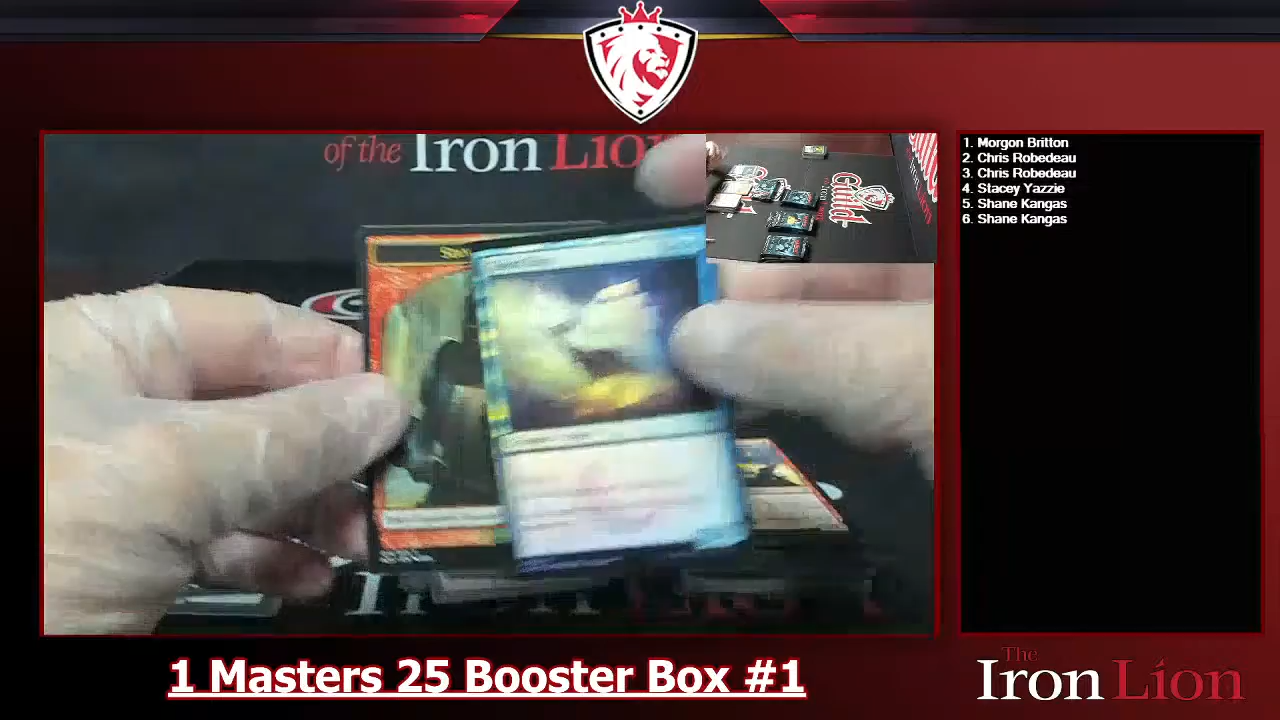 of the Iron Lion
Guild
1. Morgon Britton
2. Chris Robedeau
3. Chris Robedeau
4. Stacey Yazzie
5. Shane Kangas
6. Shane Kangas
1 Masters 25 Booster Box #1
The
Iron Lion